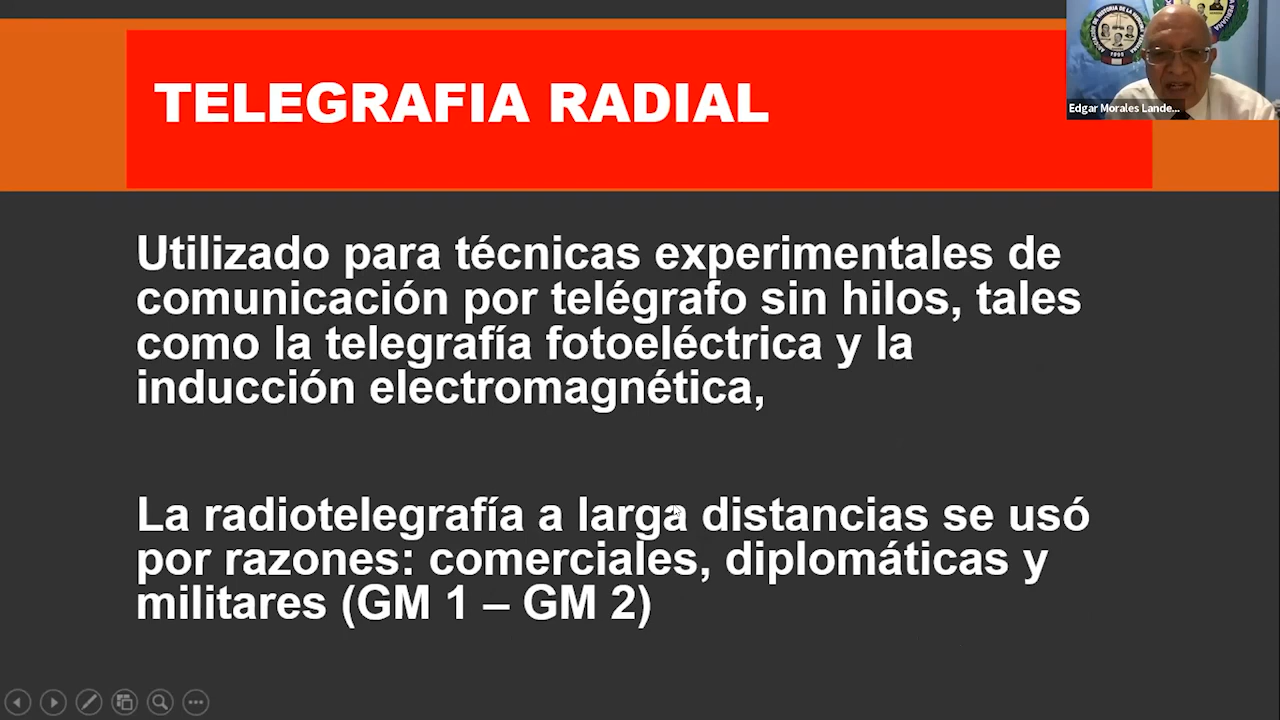 TELEGRAFIA RADIAL
Edgar Morales Lande...
Utilizado para técnicas experimentales de
comunicación por telégrafo sin hilos, tales
como la telegrafía fotoeléctrica y la
inducción electromagnética,
La radiotelegrafía a larga distancias se usó
por razones: comerciales, diplomáticas y
militares (GM 1 – GM 2)